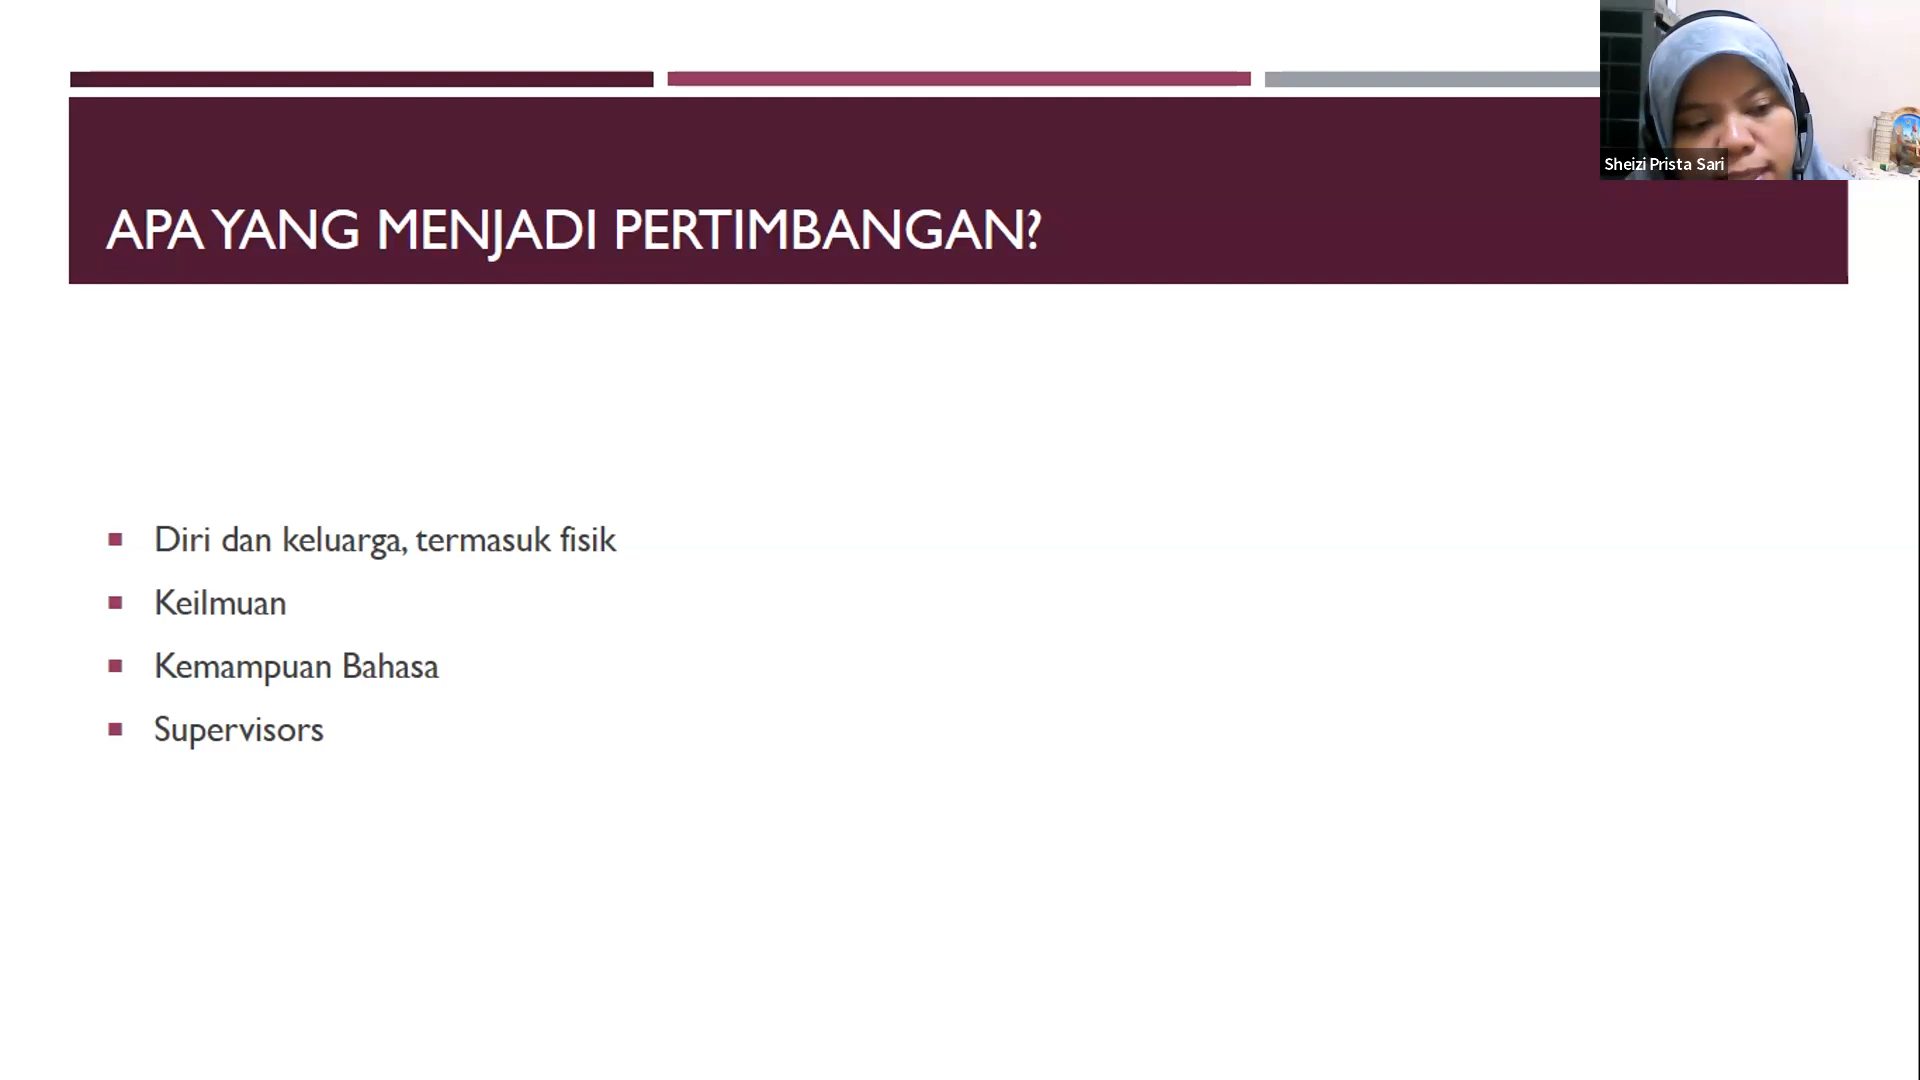 Sheizi Prista Sari
APA YANG MENJADI PERTIMBANGAN?
Diri dan keluarga, termasuk fisik
Keilmuan
Kemampuan Bahasa
Supervisors